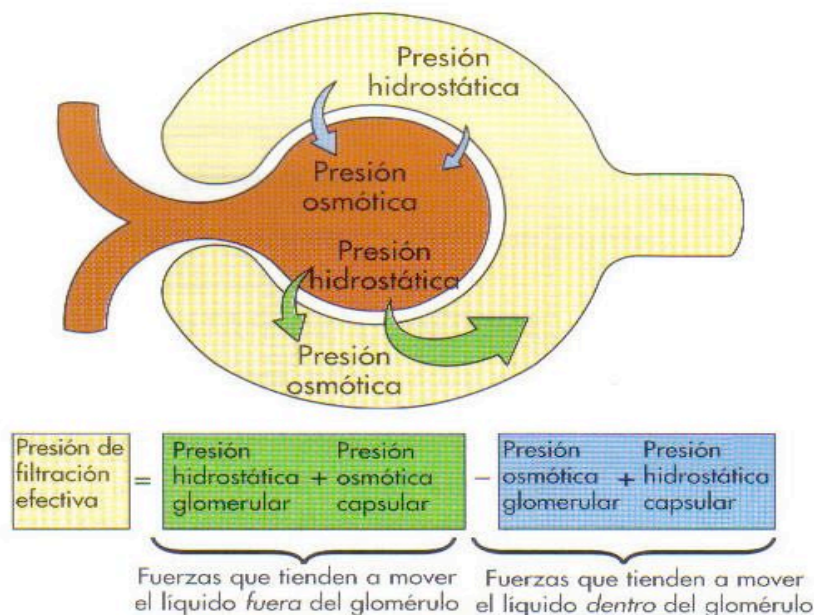 Presión
hidrostática
Presión
osmótica
Presión
hidrostática
Presión
osmótica
Presión de
filtración
efectiva
=
Presión
hidrostática
glomerular
+
Presión
osmótica
capsular
−
Presión
osmótica
glomerular
+
Presión
hidrostática
capsular
Fuerzas que tienden a mover
el líquido fuera del glomérulo
Fuerzas que tienden a mover
el líquido dentro del glomérulo